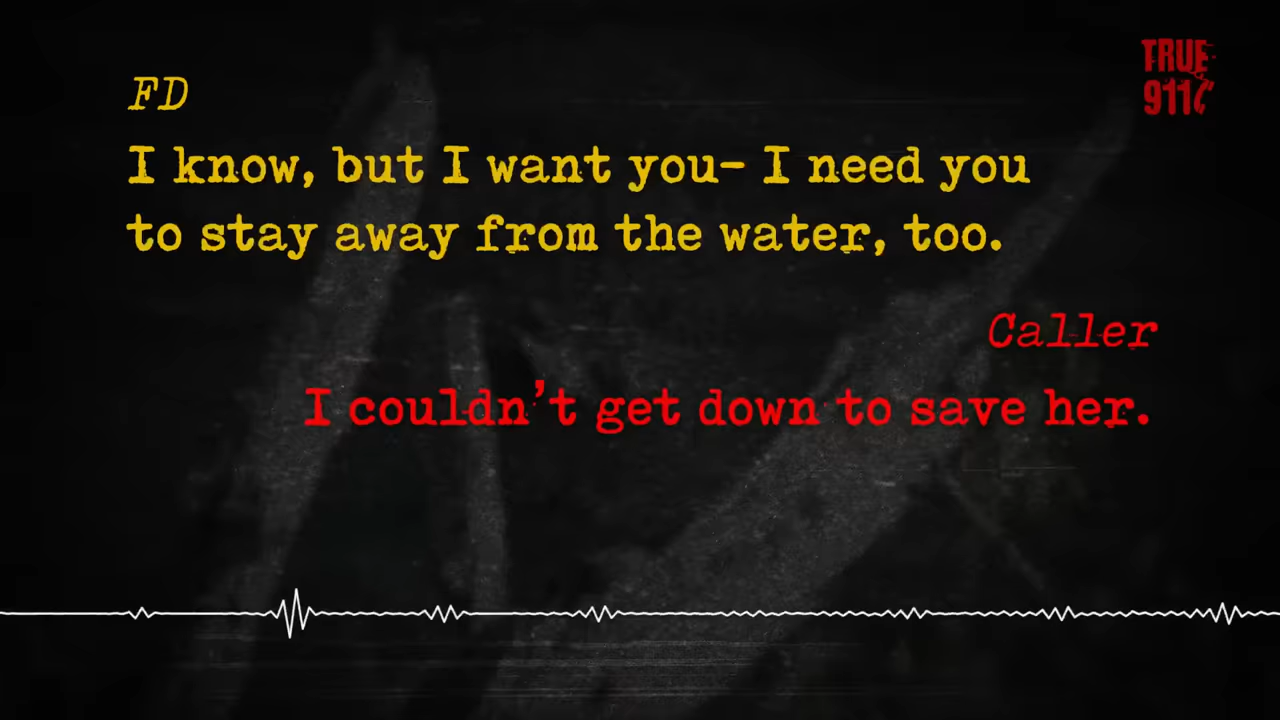 TRUE
911
FD
I know, but I want you- I need you
to stay away from the water, too.
Caller
I couldn't get down to save her.